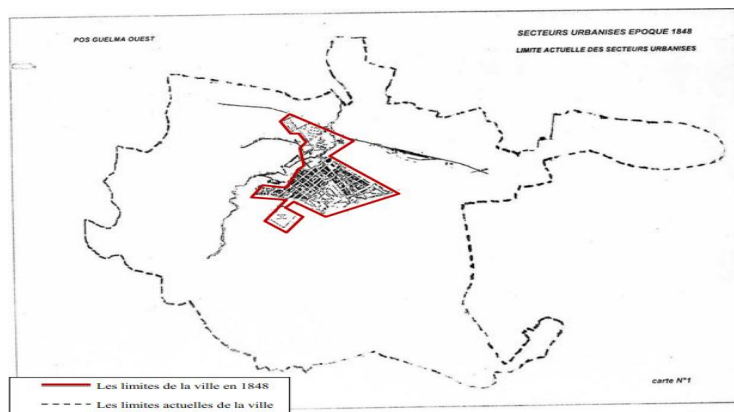 POS GUELMA OUEST
SECTEURS URBANISES EPOQUE 1848
LIMITE ACTUELLE DES SECTEURS URBANISES
carte N°1
Les limites de la ville en 1848
Les limites actuelles de la ville